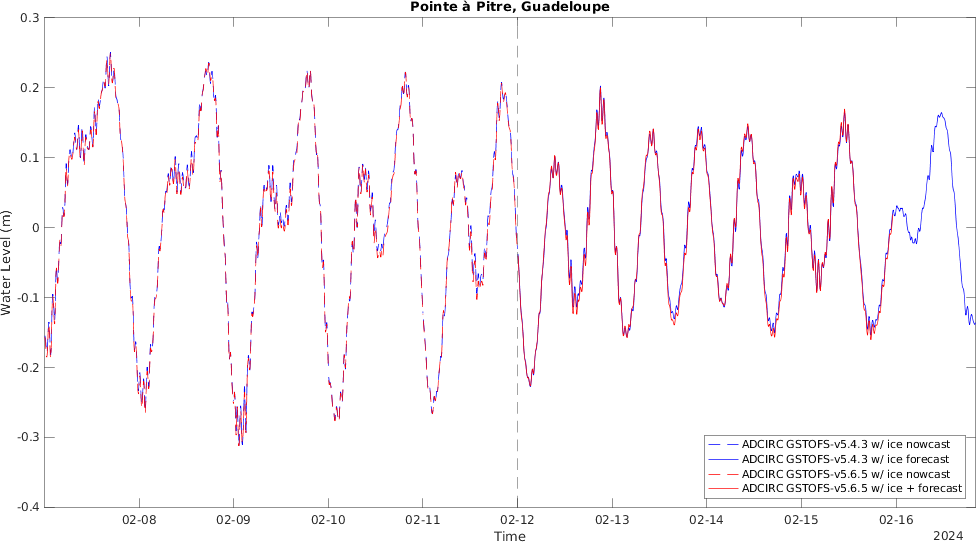 Pointe à Pitre, Guadeloupe
0.3
0.2
0.1
0
-0.1
-0.2
-0.3
-0.4
Water Level (m)
02-08 02-09 02-10 02-11 02-12 02-13 02-14 02-15 02-16
Time
2024
ADCIRC GSTOFS-v5.4.3 w/ ice nowcast
ADCIRC GSTOFS-v5.4.3 w/ ice forecast
ADCIRC GSTOFS-v5.6.5 w/ ice nowcast
ADCIRC GSTOFS-v5.6.5 w/ ice + forecast